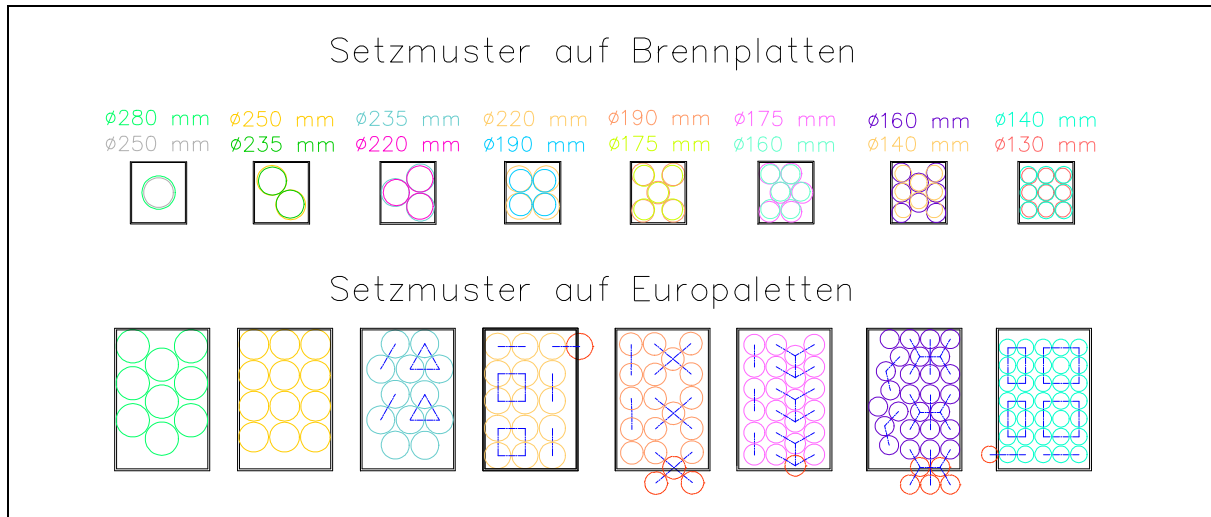 Setzmuster auf Brennplatten
ø280 mm ø250 mm ø235 mm ø220 mm ø190 mm ø175 mm ø160 mm ø140 mm
ø250 mm ø235 mm ø220 mm ø190 mm ø175 mm ø160 mm ø140 mm ø130 mm
Setzmuster auf Europaletten